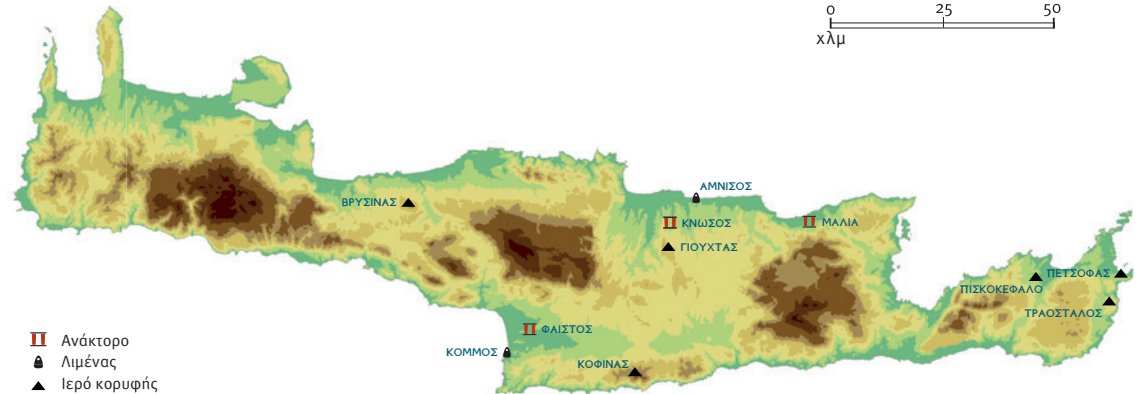 0 25 50
χλμ
ΑΜΝΙΣΟΣ
ΒΡΥΣΙΝΑΣ
ΚΝΩΣΟΣ
ΜΑΛΙΑ
ΓΙΟΥΧΤΑΣ
ΠΕΤΣΟΦΑΣ
ΠΙΣΚΟΚΕΦΑΛΟ
ΤΡΑΟΣΤΑΛΟΣ
ΦΑΙΣΤΟΣ
ΚΟΜΜΟΣ
ΚΟΦΙΝΑΣ
Ανάκτορο
Λιμένας
Ιερό κορυφής